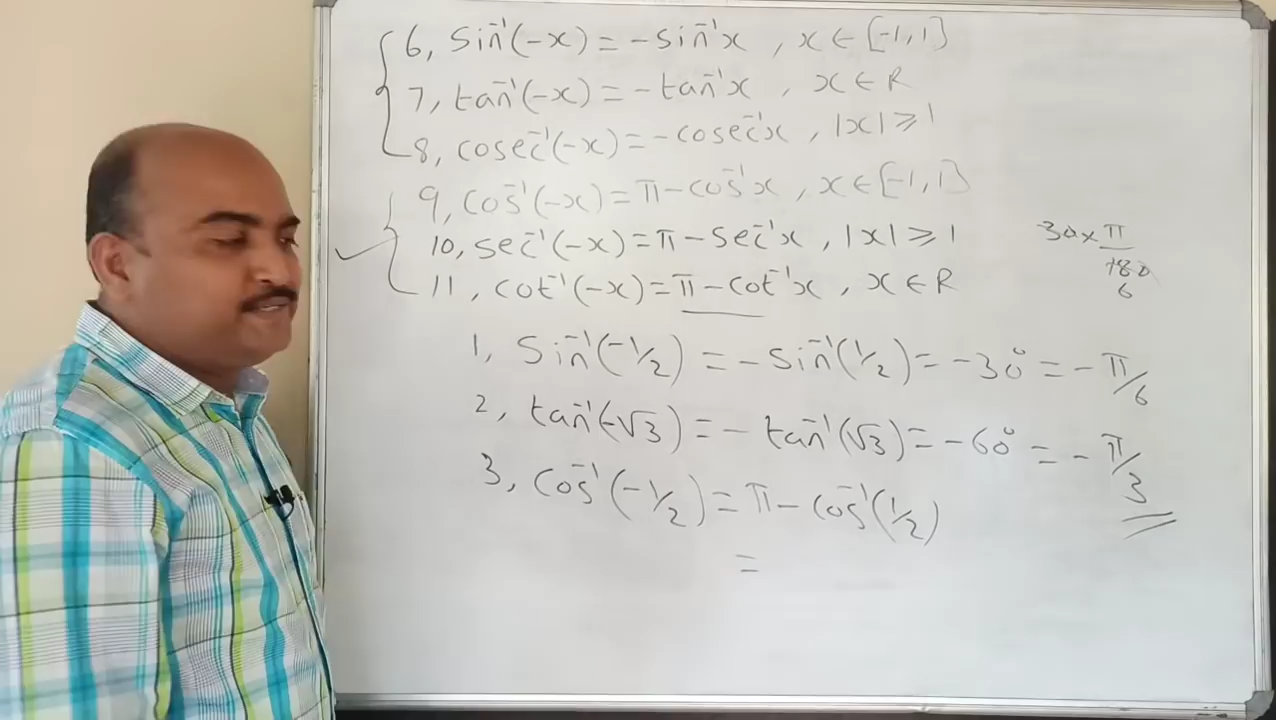 6, sin⁻¹(-x) = -sin⁻¹x , x ∈ [-1,1]
7, tan⁻¹(-x) = -tan⁻¹x , x ∈ R
8, cosec⁻¹(-x) = -cosec⁻¹x , |x| ≥ 1
9, cos⁻¹(-x) = π - cos⁻¹x , x ∈ [-1,1]
10, sec⁻¹(-x) = π - sec⁻¹x , |x| ≥ 1
11, cot⁻¹(-x) = π - cot⁻¹x , x ∈ R
30 × π
180
6
1, sin⁻¹(-1/2) = -sin⁻¹(1/2) = -30° = -π/6
2, tan⁻¹(-√3) = - tan⁻¹(√3) = -60° = -π/3
3, cos⁻¹(-1/2) = π - cos⁻¹(1/2)
=